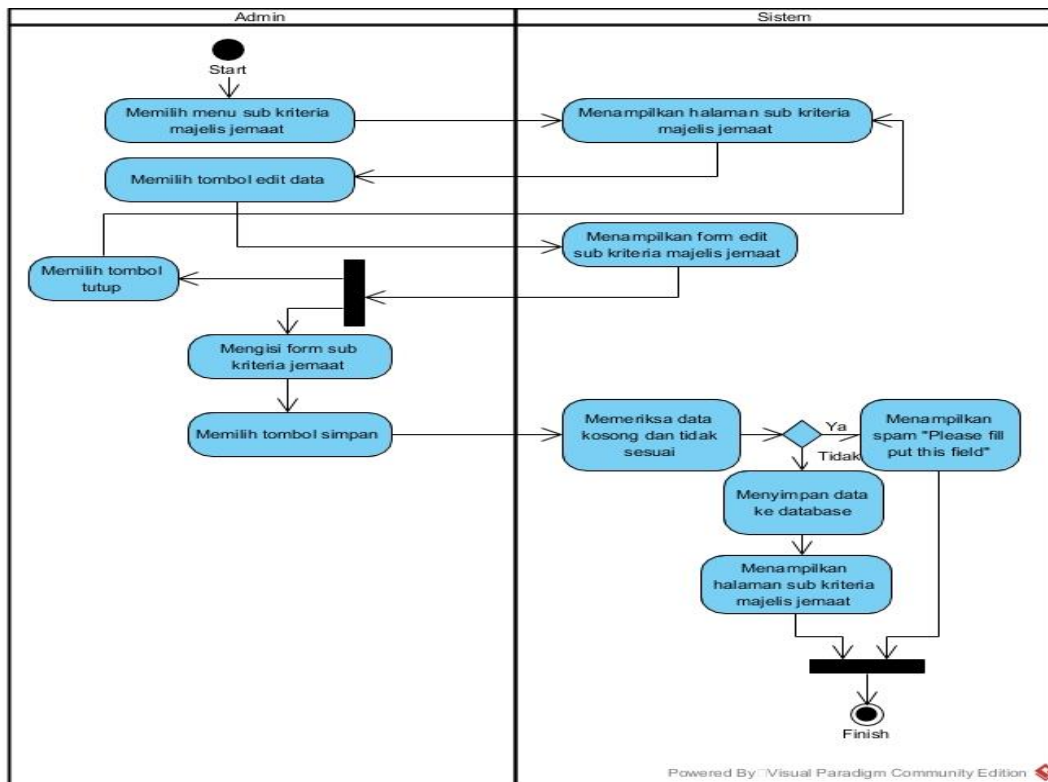 Admin
Sistem
Start
Memilih menu sub kriteria
majelis jemaat
Menampilkan halaman sub kriteria
majelis jemaat
Memilih tombol edit data
Menampilkan form edit
sub kriteria majelis jemaat
Memilih tombol
tutup
Mengisi form sub
kriteria jemaat
Memilih tombol simpan
Memeriksa data
kosong dan tidak
sesuai
Ya
Tidak
Menampilkan
spam "Please fill
put this field"
Menyimpan data
ke database
Menampilkan
halaman sub kriteria
majelis jemaat
Finish
Powered By Visual Paradigm Community Edition